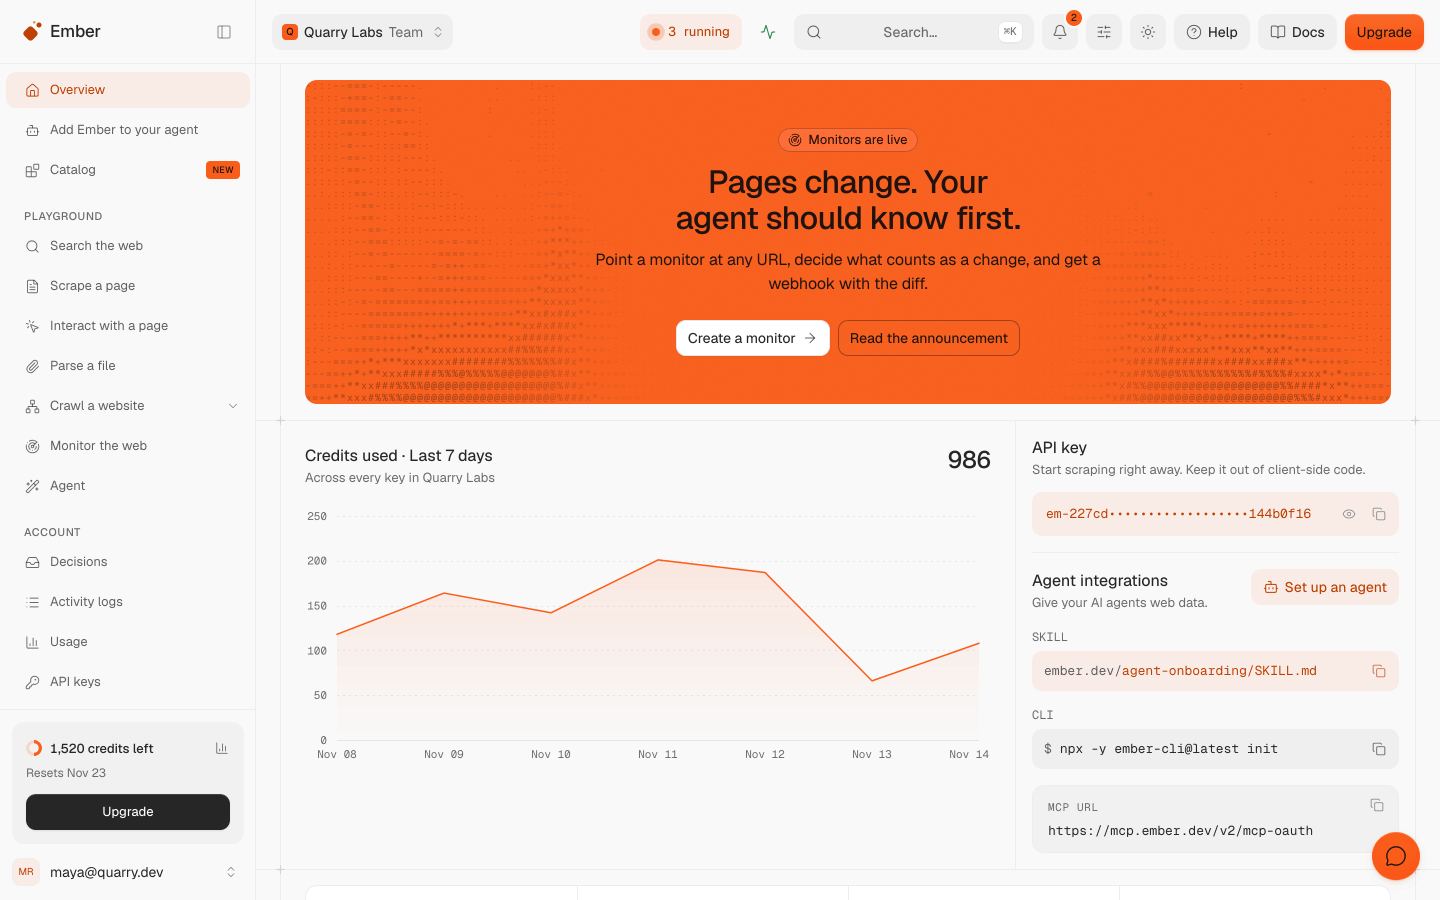 Ember
Overview
Add Ember to your agent
Catalog
NEW
PLAYGROUND
Search the web
Scrape a page
Interact with a page
Parse a file
Crawl a website
Monitor the web
Agent
ACCOUNT
Decisions
Activity logs
Usage
API keys
1,520 credits left
Resets Nov 23
Upgrade
MR
maya@quarry.dev
Q
Quarry Labs Team
3 running
Search...
⌘K
2
Help
Docs
Upgrade
Monitors are live
Pages change. Your
agent should know first.
Point a monitor at any URL, decide what counts as a change, and get a
webhook with the diff.
Create a monitor →
Read the announcement
Credits used · Last 7 days
Across every key in Quarry Labs
986
250
200
150
100
50
0
Nov 08
Nov 09
Nov 10
Nov 11
Nov 12
Nov 13
Nov 14
API key
Start scraping right away. Keep it out of client-side code.
em-227cd••••••••••••••••••144b0f16
Agent integrations
Give your AI agents web data.
Set up an agent
SKILL
ember.dev/agent-onboarding/SKILL.md
CLI
$ npx -y ember-cli@latest init
MCP URL
https://mcp.ember.dev/v2/mcp-oauth